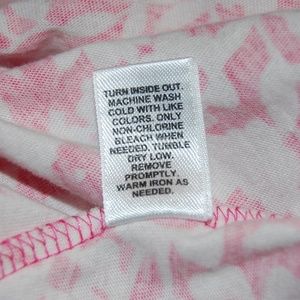 TURN INSIDE OUT.
MACHINE WASH
COLD WITH LIKE
COLORS. ONLY
NON-CHLORINE
BLEACH WHEN
NEEDED. TUMBLE
DRY LOW.
REMOVE
PROMPTLY.
WARM IRON AS
NEEDED.